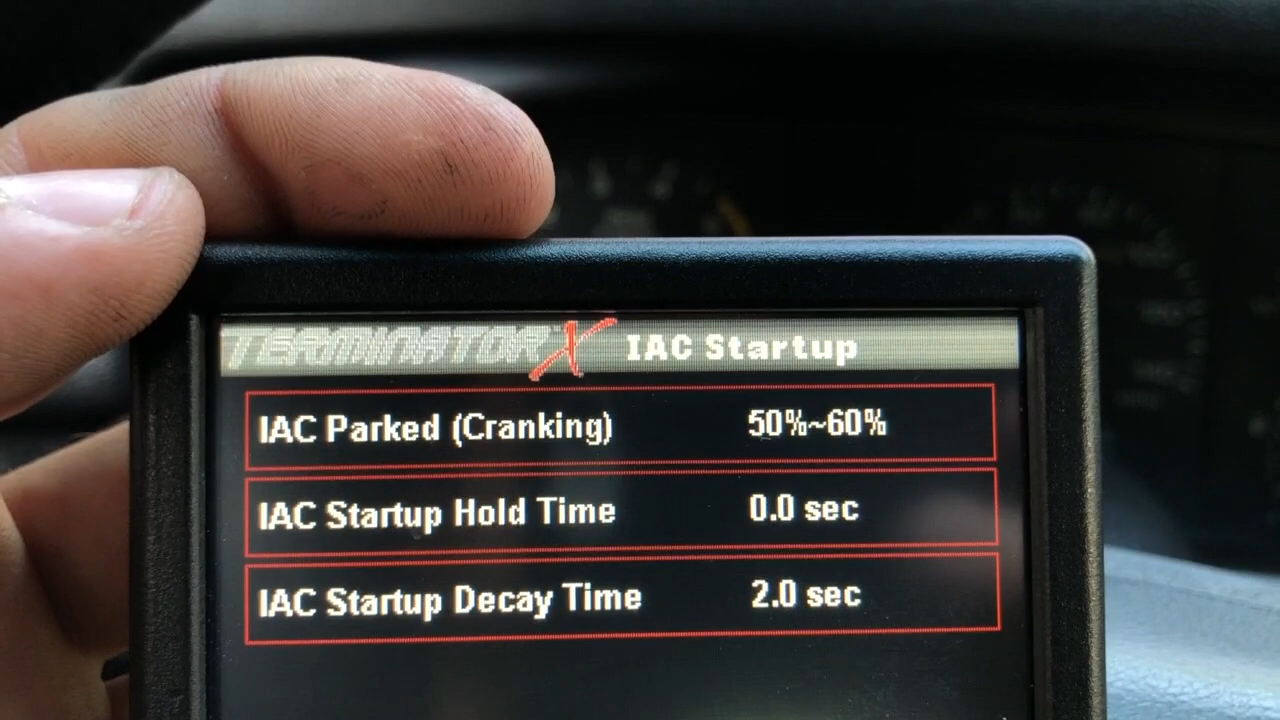 TERMINATOR X IAC Startup
IAC Parked (Cranking) 50%~60%
IAC Startup Hold Time 0.0 sec
IAC Startup Decay Time 2.0 sec